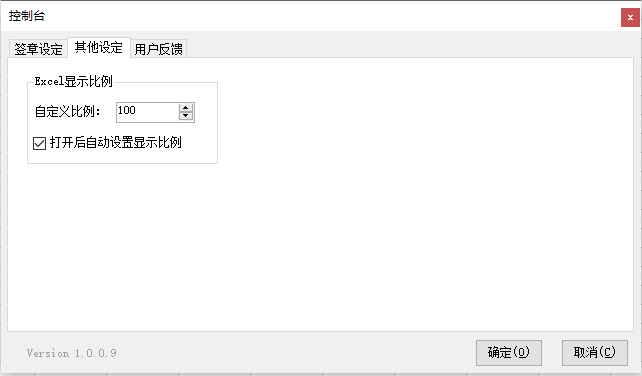 控制台
签章设定 其他设定 用户反馈
Excel显示比例
自定义比例： 100
打开后自动设置显示比例
Version 1.0.0.9 确定(O) 取消(C)